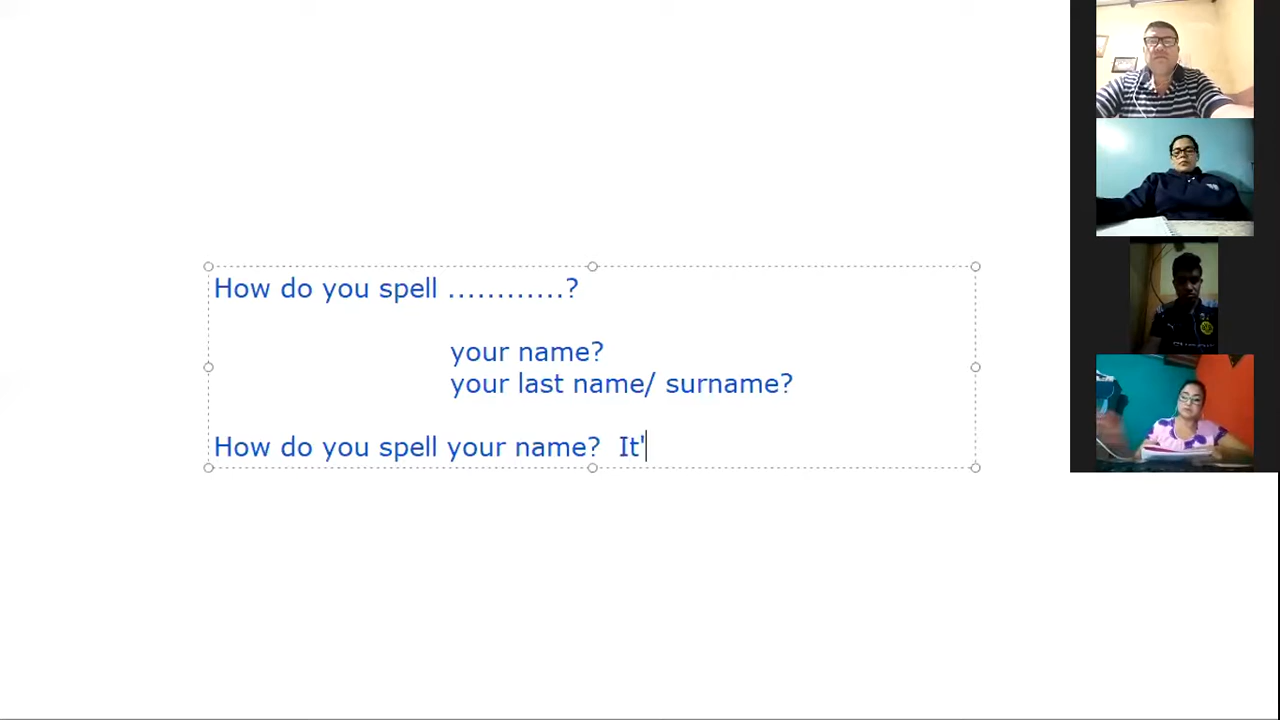 How do you spell ............?
your name?
your last name/ surname?
How do you spell your name?  It'